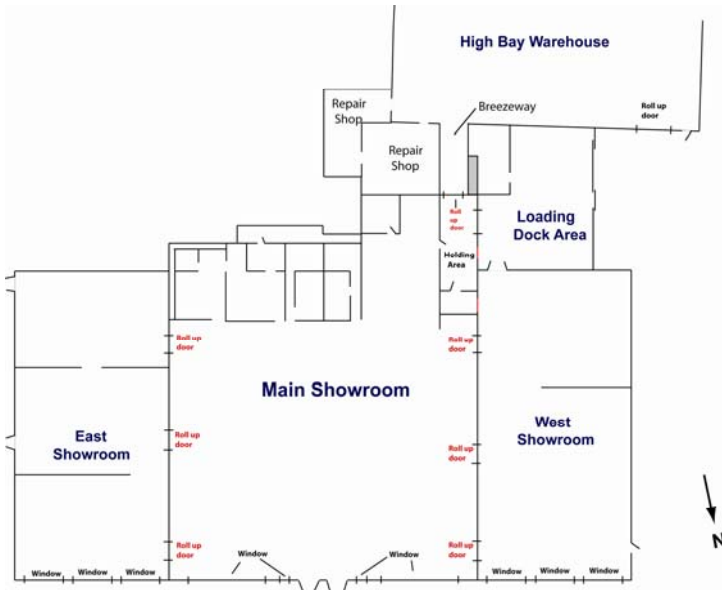 High Bay Warehouse
Repair
Shop
Breezeway
Roll up
door
Repair
Shop
Roll
up
door
Loading
Dock Area
Holding
Area
Roll up
door
Roll up
door
Main Showroom
East
Showroom
Roll up
door
West
Showroom
Roll up
door
N
Roll up
door
Roll up
door
Window
Window
Window
Window
Window
Window
Window
Window